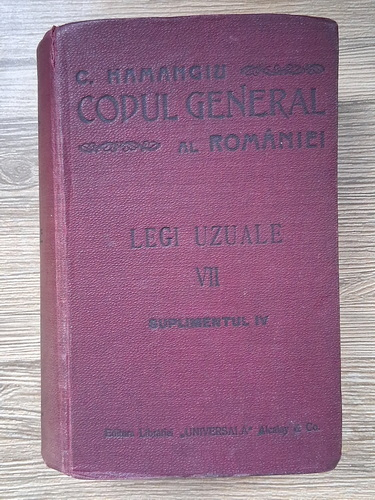 C. HAMANGIU
CODUL GENERAL
AL ROMÂNIEI
LEGI UZUALE
VII
SUPLIMENTUL IV
Editura Librăriei „UNIVERSALA" Alcalay & Co.